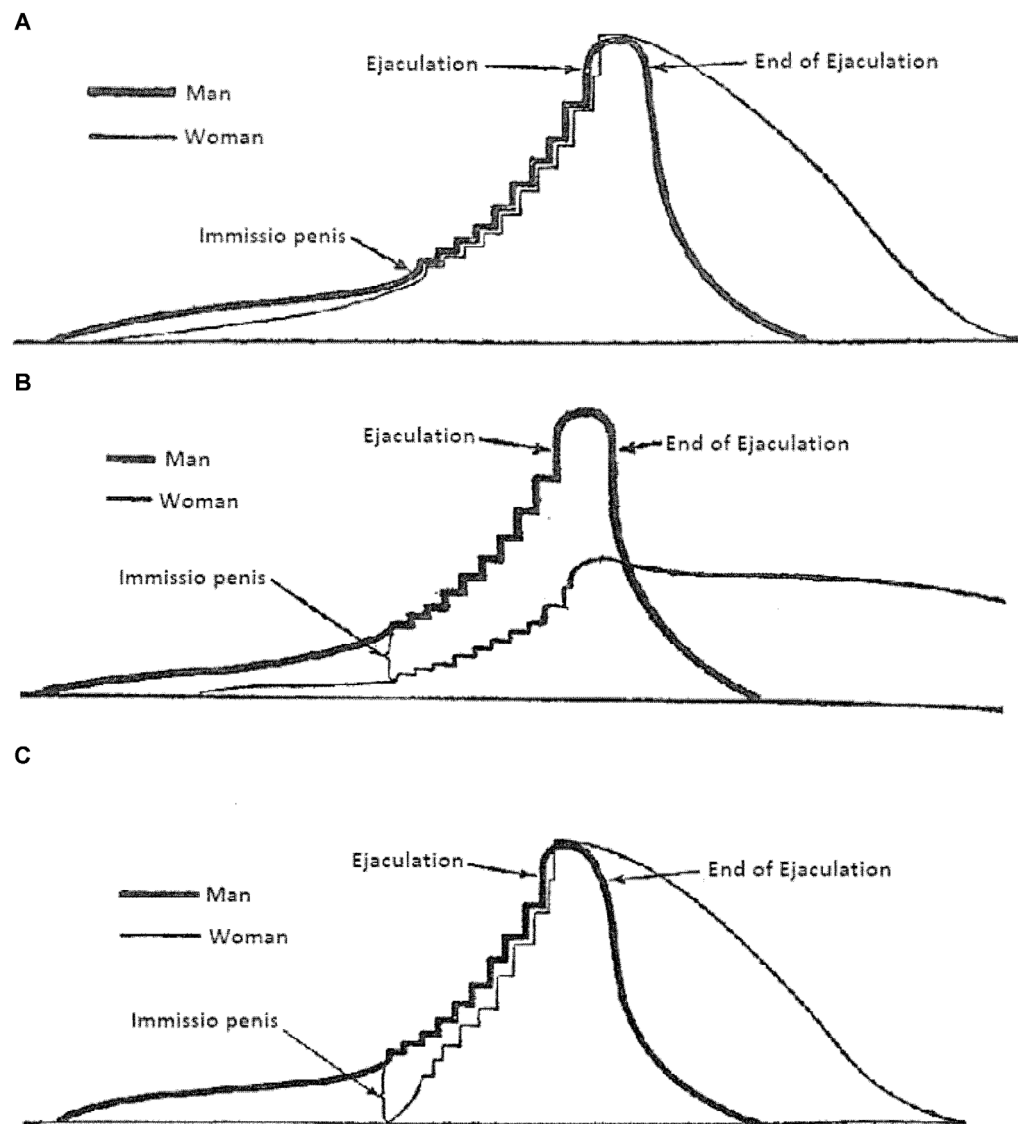 A
Ejaculation
End of Ejaculation
Man
Woman
Immissio penis
B
Ejaculation
End of Ejaculation
Man
Woman
Immissio penis
C
Ejaculation
End of Ejaculation
Man
Woman
Immissio penis